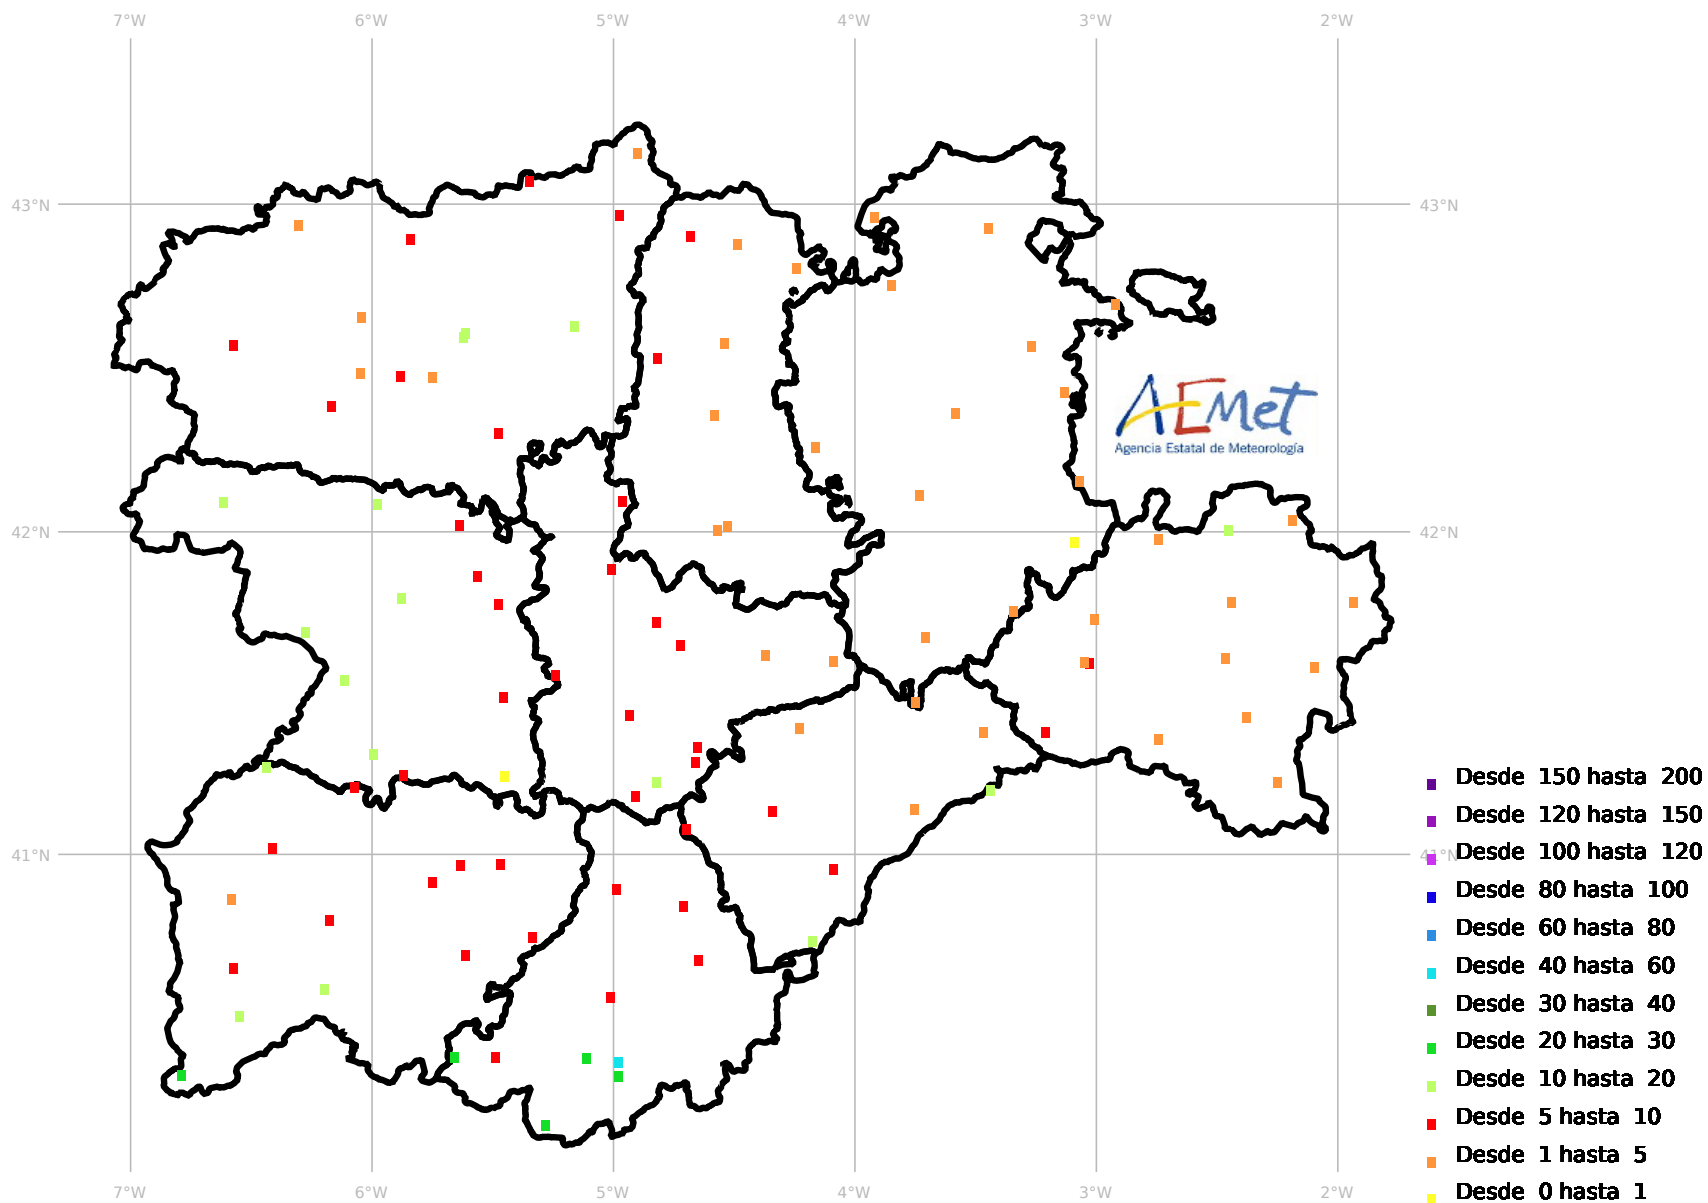 7°W 6°W 5°W 4°W 3°W 2°W
43°N 43°N
AEMet
Agencia Estatal de Meteorología
42°N 42°N
Desde 150 hasta 200
Desde 120 hasta 150
41°N 41°N
Desde 100 hasta 120
Desde 80 hasta 100
Desde 60 hasta 80
Desde 40 hasta 60
Desde 30 hasta 40
Desde 20 hasta 30
Desde 10 hasta 20
Desde 5 hasta 10
Desde 1 hasta 5
Desde 0 hasta 1
7°W 6°W 5°W 4°W 3°W 2°W